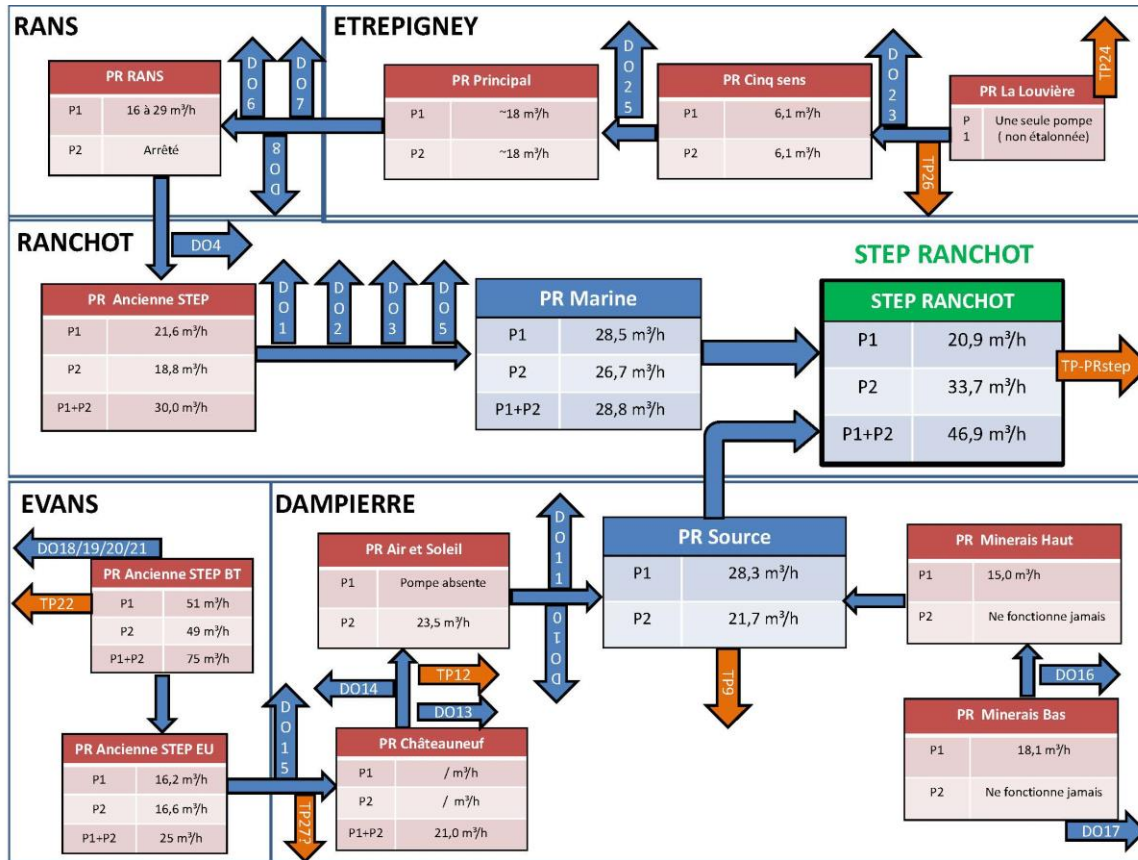 RANS
ETREPIGNEY
PR RANS
P1 16 à 29 m³/h
P2 Arrêté
DO6
DO7
DO8
PR Principal
P1 ~18 m³/h
P2 ~18 m³/h
DO25
PR Cinq sens
P1 6,1 m³/h
P2 6,1 m³/h
DO23
TP26
TP24
PR La Louvière
P1 Une seule pompe
( non étalonnée)
RANCHOT
DO4
PR Ancienne STEP
P1 21,6 m³/h
P2 18,8 m³/h
P1+P2 30,0 m³/h
DO1
DO2
DO3
DO5
PR Marine
P1 28,5 m³/h
P2 26,7 m³/h
P1+P2 28,8 m³/h
STEP RANCHOT
STEP RANCHOT
P1 20,9 m³/h
P2 33,7 m³/h
P1+P2 46,9 m³/h
TP-PRstep
EVANS
DO18/19/20/21
TP22
PR Ancienne STEP BT
P1 51 m³/h
P2 49 m³/h
P1+P2 75 m³/h
PR Ancienne STEP EU
P1 16,2 m³/h
P2 16,6 m³/h
P1+P2 25 m³/h
DO15
TP27?
DAMPIERRE
PR Air et Soleil
P1 Pompe absente
P2 23,5 m³/h
DO14
TP12
DO13
PR Châteauneuf
P1 / m³/h
P2 / m³/h
P1+P2 21,0 m³/h
DO11
DO10
PR Source
P1 28,3 m³/h
P2 21,7 m³/h
TP9
PR Minerais Haut
P1 15,0 m³/h
P2 Ne fonctionne jamais
DO16
PR Minerais Bas
P1 18,1 m³/h
P2 Ne fonctionne jamais
DO17